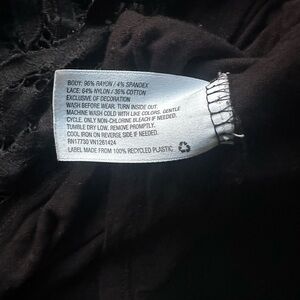 BODY: 96% RAYON / 4% SPANDEX
LACE: 64% NYLON / 36% COTTON
EXCLUSIVE OF DECORATION
WASH BEFORE WEAR. TURN INSIDE OUT.
MACHINE WASH COLD WITH LIKE COLORS, GENTLE
CYCLE. ONLY NON-CHLORINE BLEACH IF NEEDED.
TUMBLE DRY LOW. REMOVE PROMPTLY.
COOL IRON ON REVERSE SIDE IF NEEDED.
RN17730 VN1261424
LABEL MADE FROM 100% RECYCLED PLASTIC